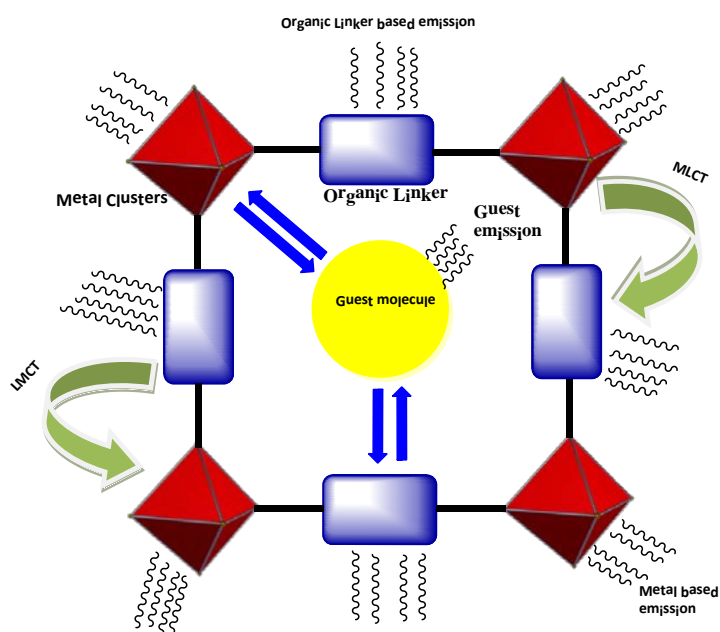 Organic Linker based emission
MLCT
Metal Clusters
Organic Linker
Guest
emission
Guest molecule
LMCT
Metal based
emission